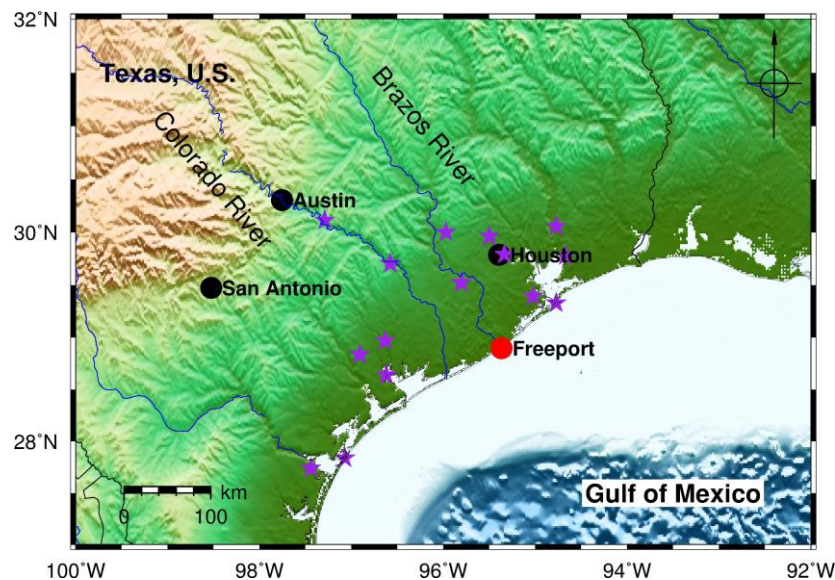 32˚N
Texas, U.S.
Brazos River
Colorado River
Austin
30˚N
Houston
San Antonio
Freeport
28˚N
km
0 100
Gulf of Mexico
100˚W 98˚W 96˚W 94˚W 92˚W